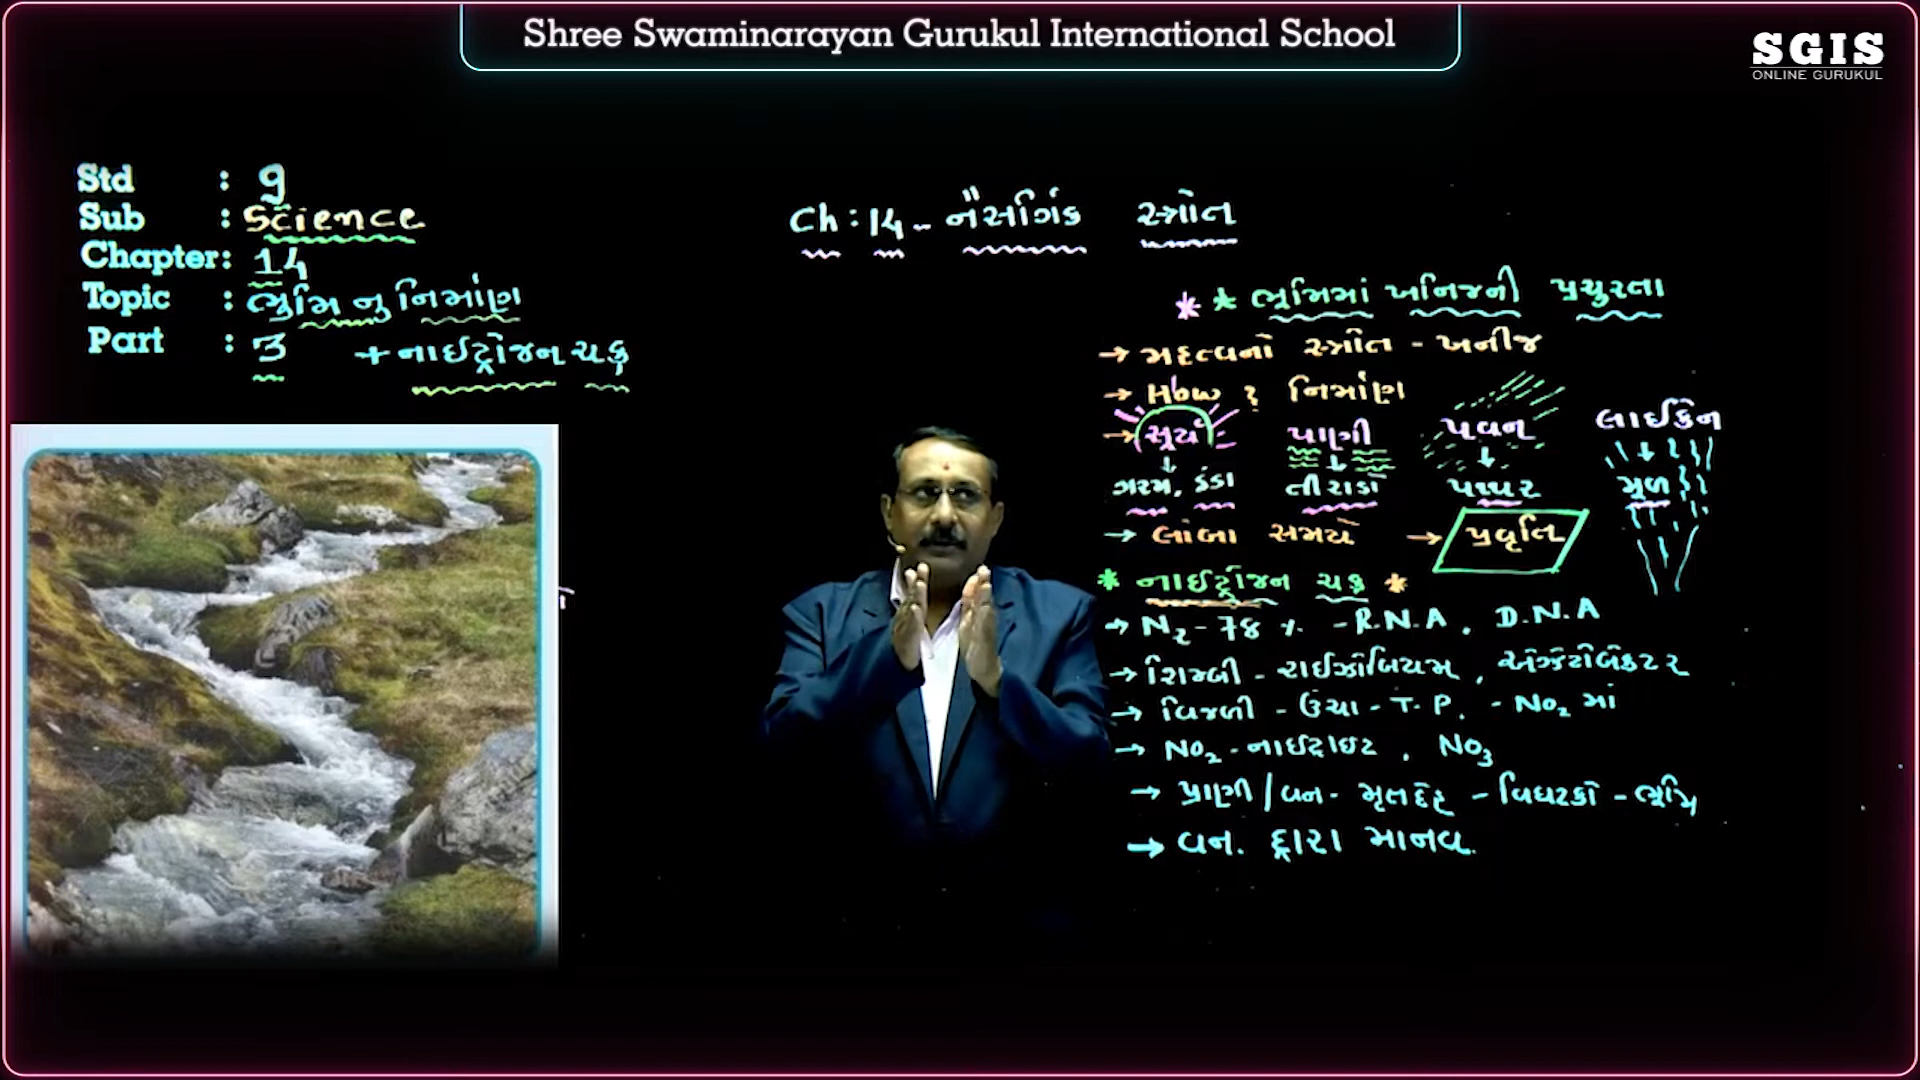 Shree Swaminarayan Gurukul International School
SGIS
ONLINE GURUKUL
Std : 9
Sub : Science
Chapter : 14
Topic : ભુમિ નુ નિર્માણ
Part : 3 + નાઈટ્રોજન ચક્ર
Ch : 14 - નૈસર્ગિક સ્ત્રોત
* * ભૂમિમાં ખનિજની પ્રચુરતા
→ મહત્વનો સ્ત્રોત - ખનીજ
→ How ? નિર્માણ
→ સૂર્ય પાણી પવન લાઈકેન
↓ ↓ ↓ ↓
ગરમ, ઠંડા તીરાડો પથ્થર મૂળ
→ લાંબા સમયે → પ્રવૃતિ
* નાઈટ્રોજન ચક્ર *
→ N₂ - 78 % - R.N.A, D.N.A
→ શિમ્બી - રાઈઝોબિયમ, એઝેટોબેકટર
→ વિજળી - ઉંચા - T.P. - NO₂ માં
→ NO₂ - નાઈટ્રાઇટ, NO₃
→ પ્રાણી / વન - મૃતદેહ - વિઘટકો - ભૂમિ
→ વન. દ્વારા માનવ.